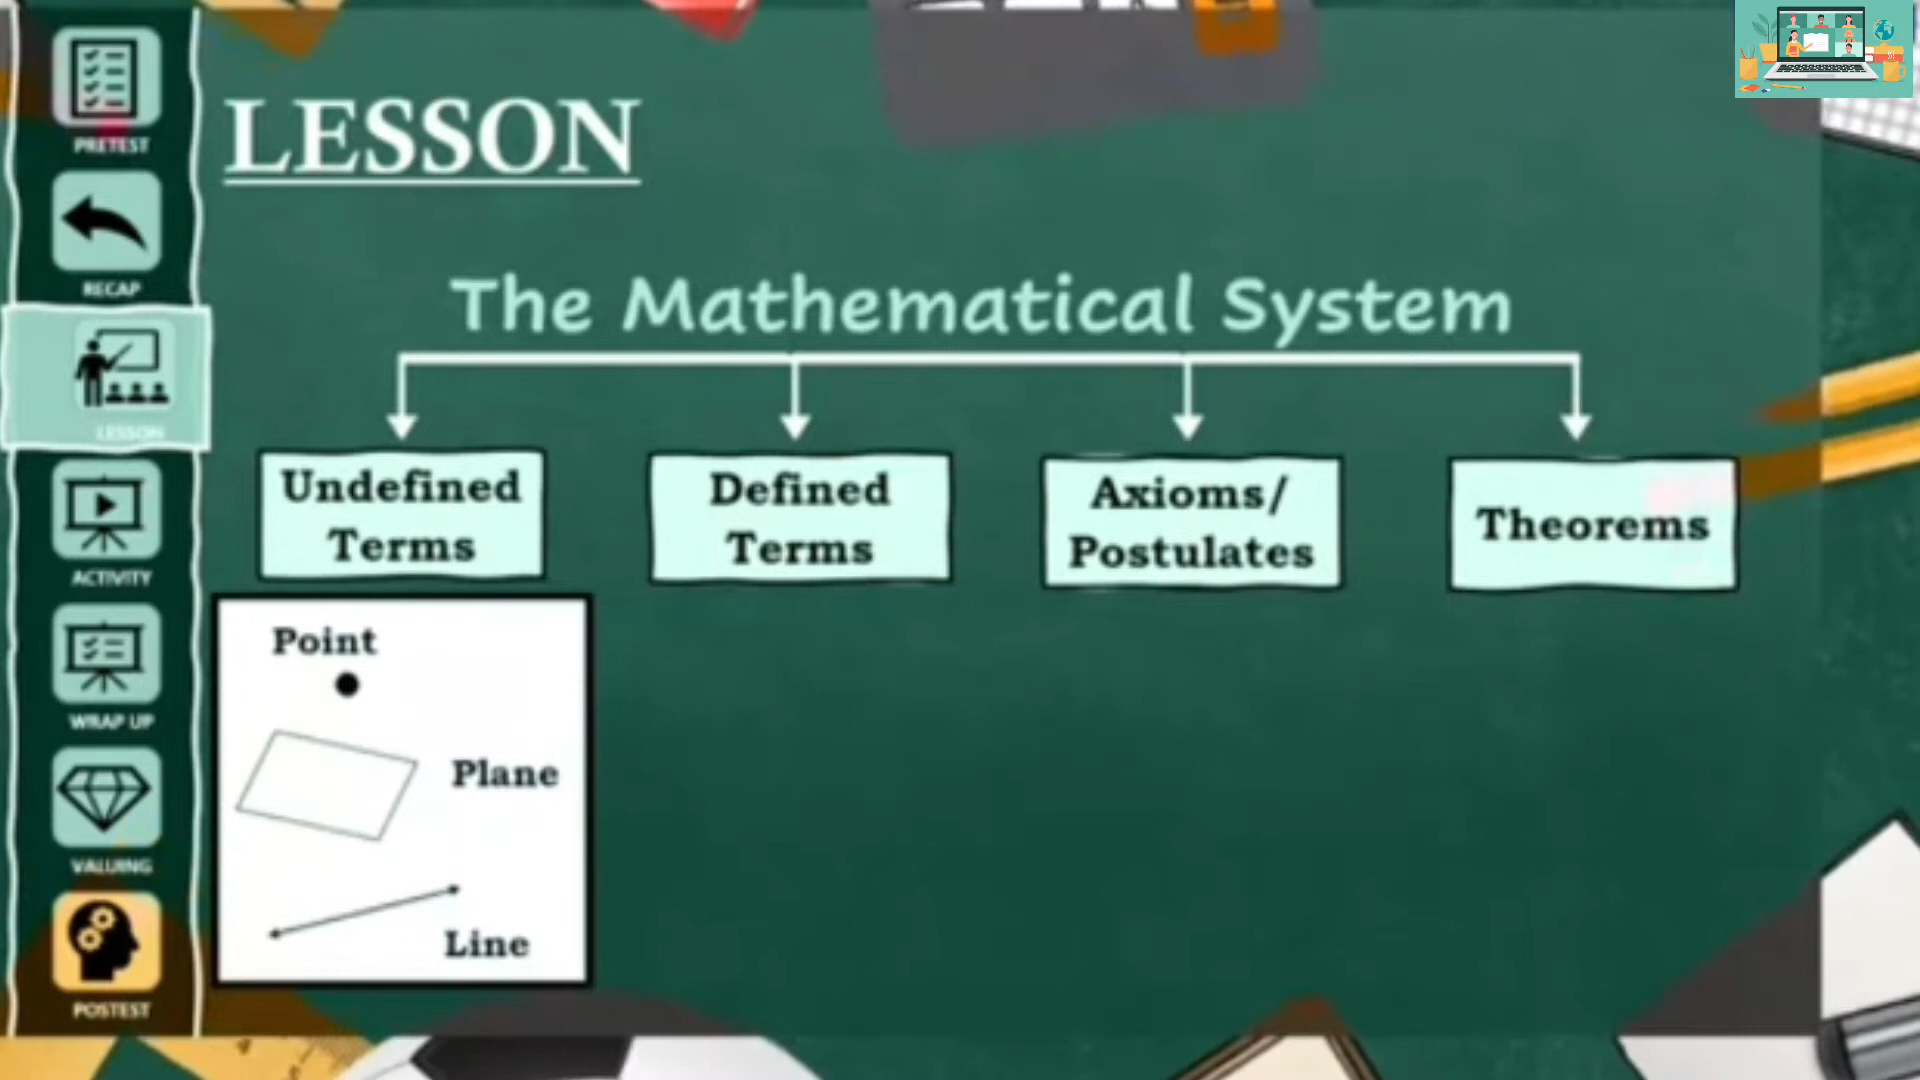 PRETEST
RECAP
LESSON
ACTIVITY
WRAP UP
VALUING
POSTEST
LESSON
The Mathematical System
Undefined
Terms
Defined
Terms
Axioms/
Postulates
Theorems
Point
Plane
Line